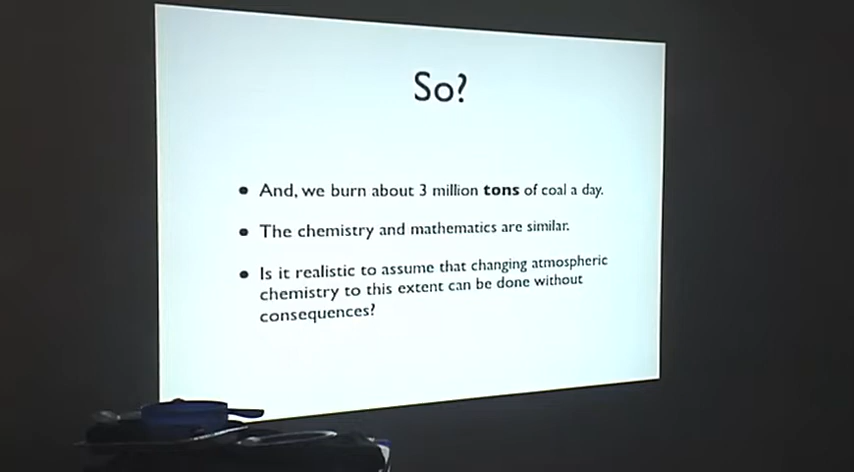 So?
• And, we burn about 3 million tons of coal a day.
• The chemistry and mathematics are similar.
• Is it realistic to assume that changing atmospheric
chemistry to this extent can be done without
consequences?